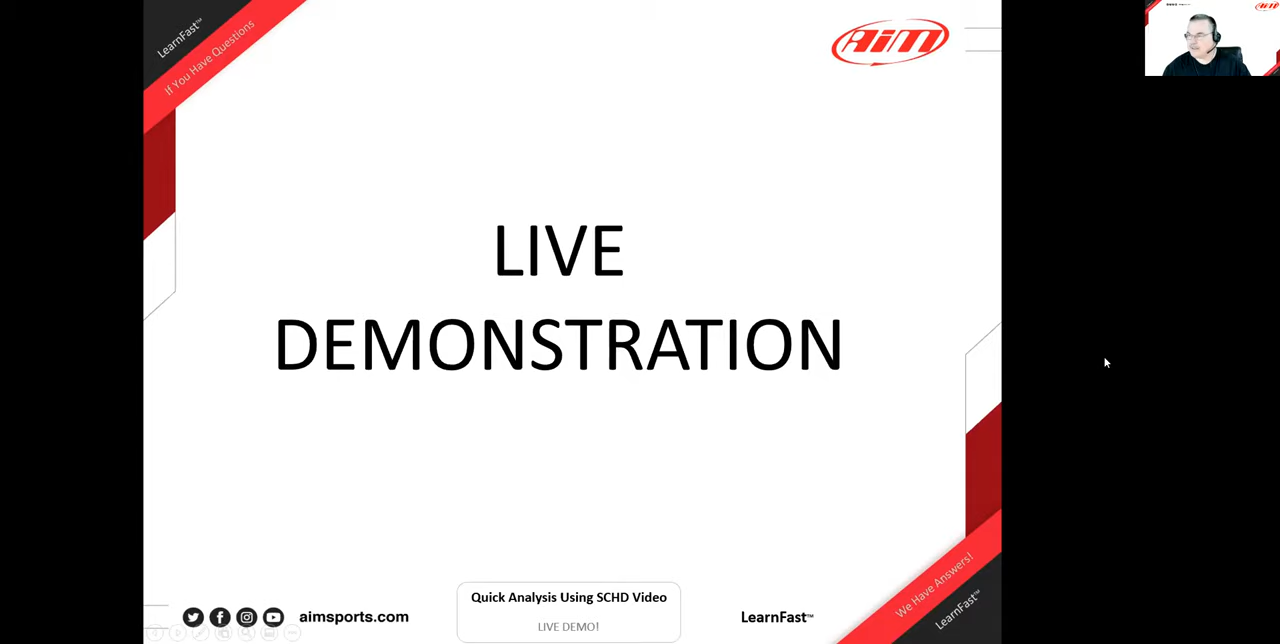 LearnFast™
If You Have Questions
AiM
LIVE
DEMONSTRATION
We Have Answers!
LearnFast™
aimsports.com
Quick Analysis Using SCHD Video
LIVE DEMO!
LearnFast™
AiM